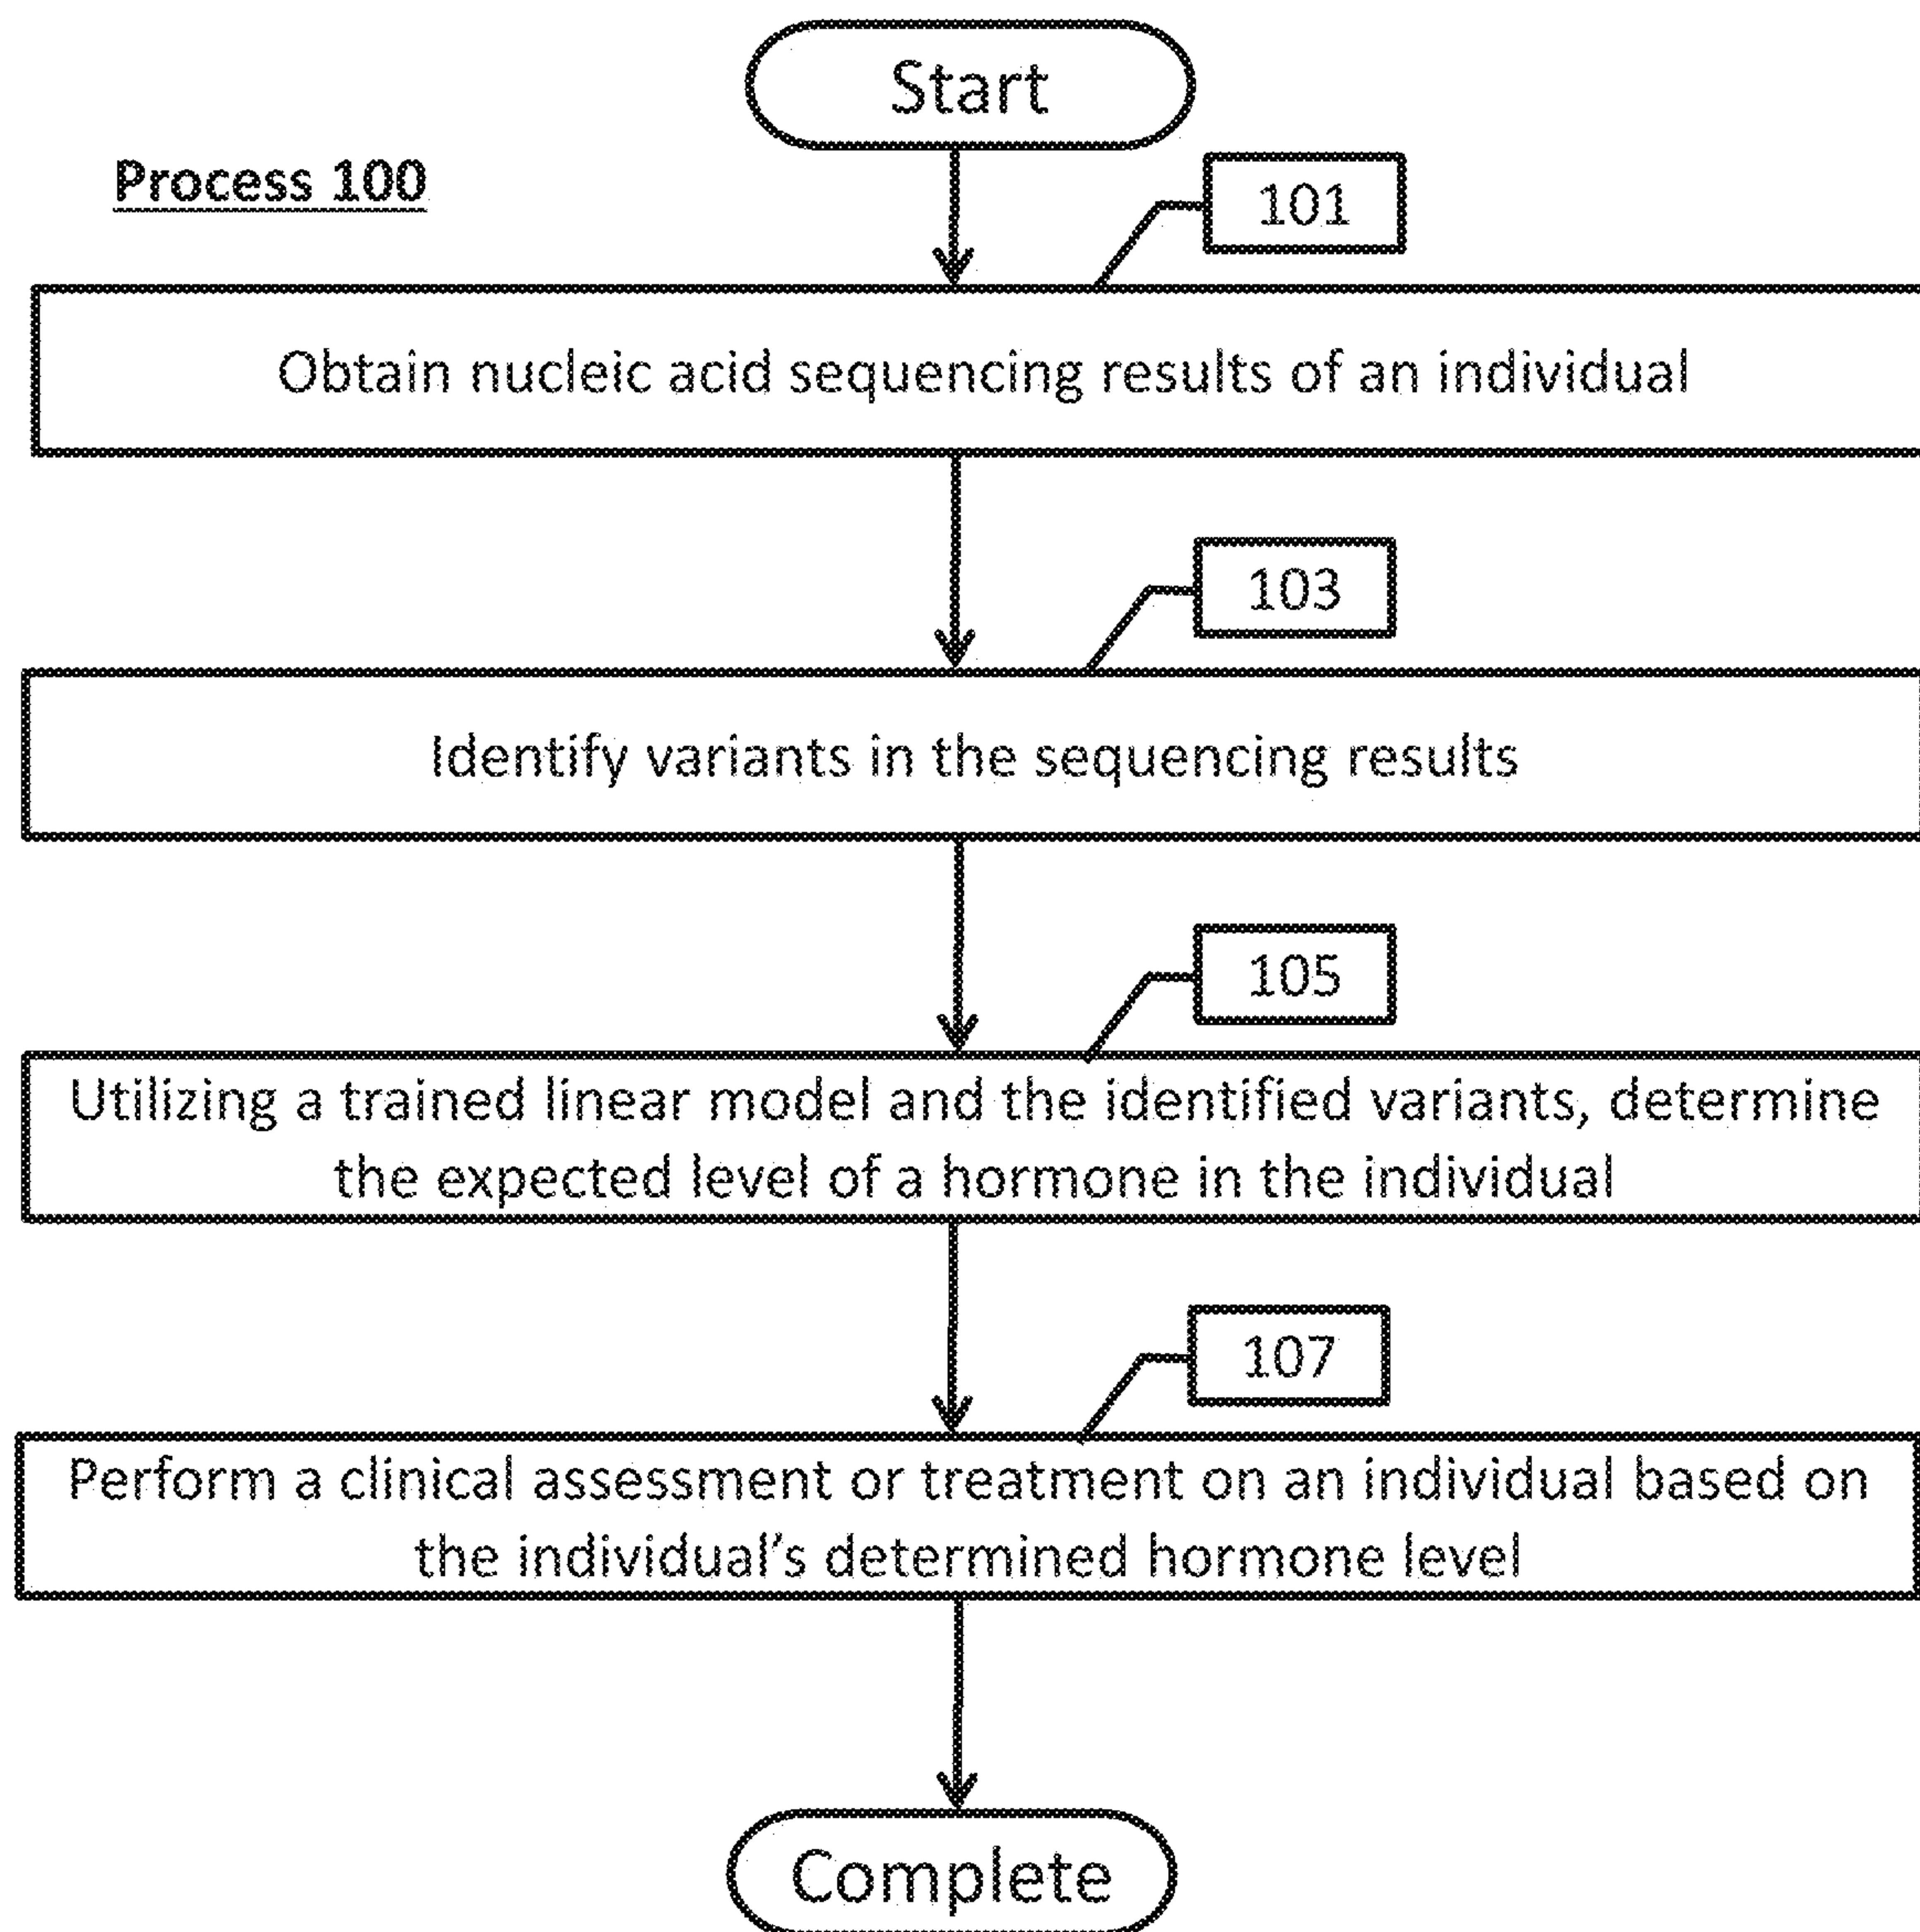 Start
Process 100
101
Obtain nucleic acid sequencing results of an individual
103
Identify variants in the sequencing results
105
Utilizing a trained linear model and the identified variants, determine
the expected level of a hormone in the individual
107
Perform a clinical assessment or treatment on an individual based on
the individual’s determined hormone level
Complete